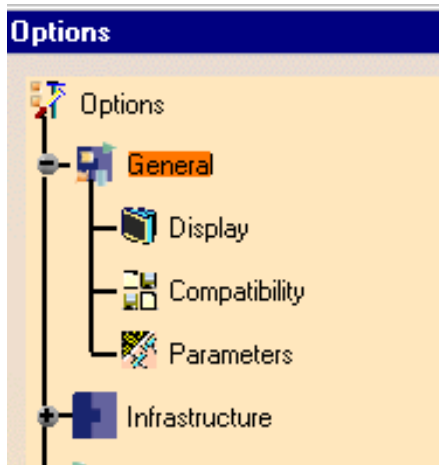 Options
Options
General
Display
Compatibility
Parameters
Infrastructure